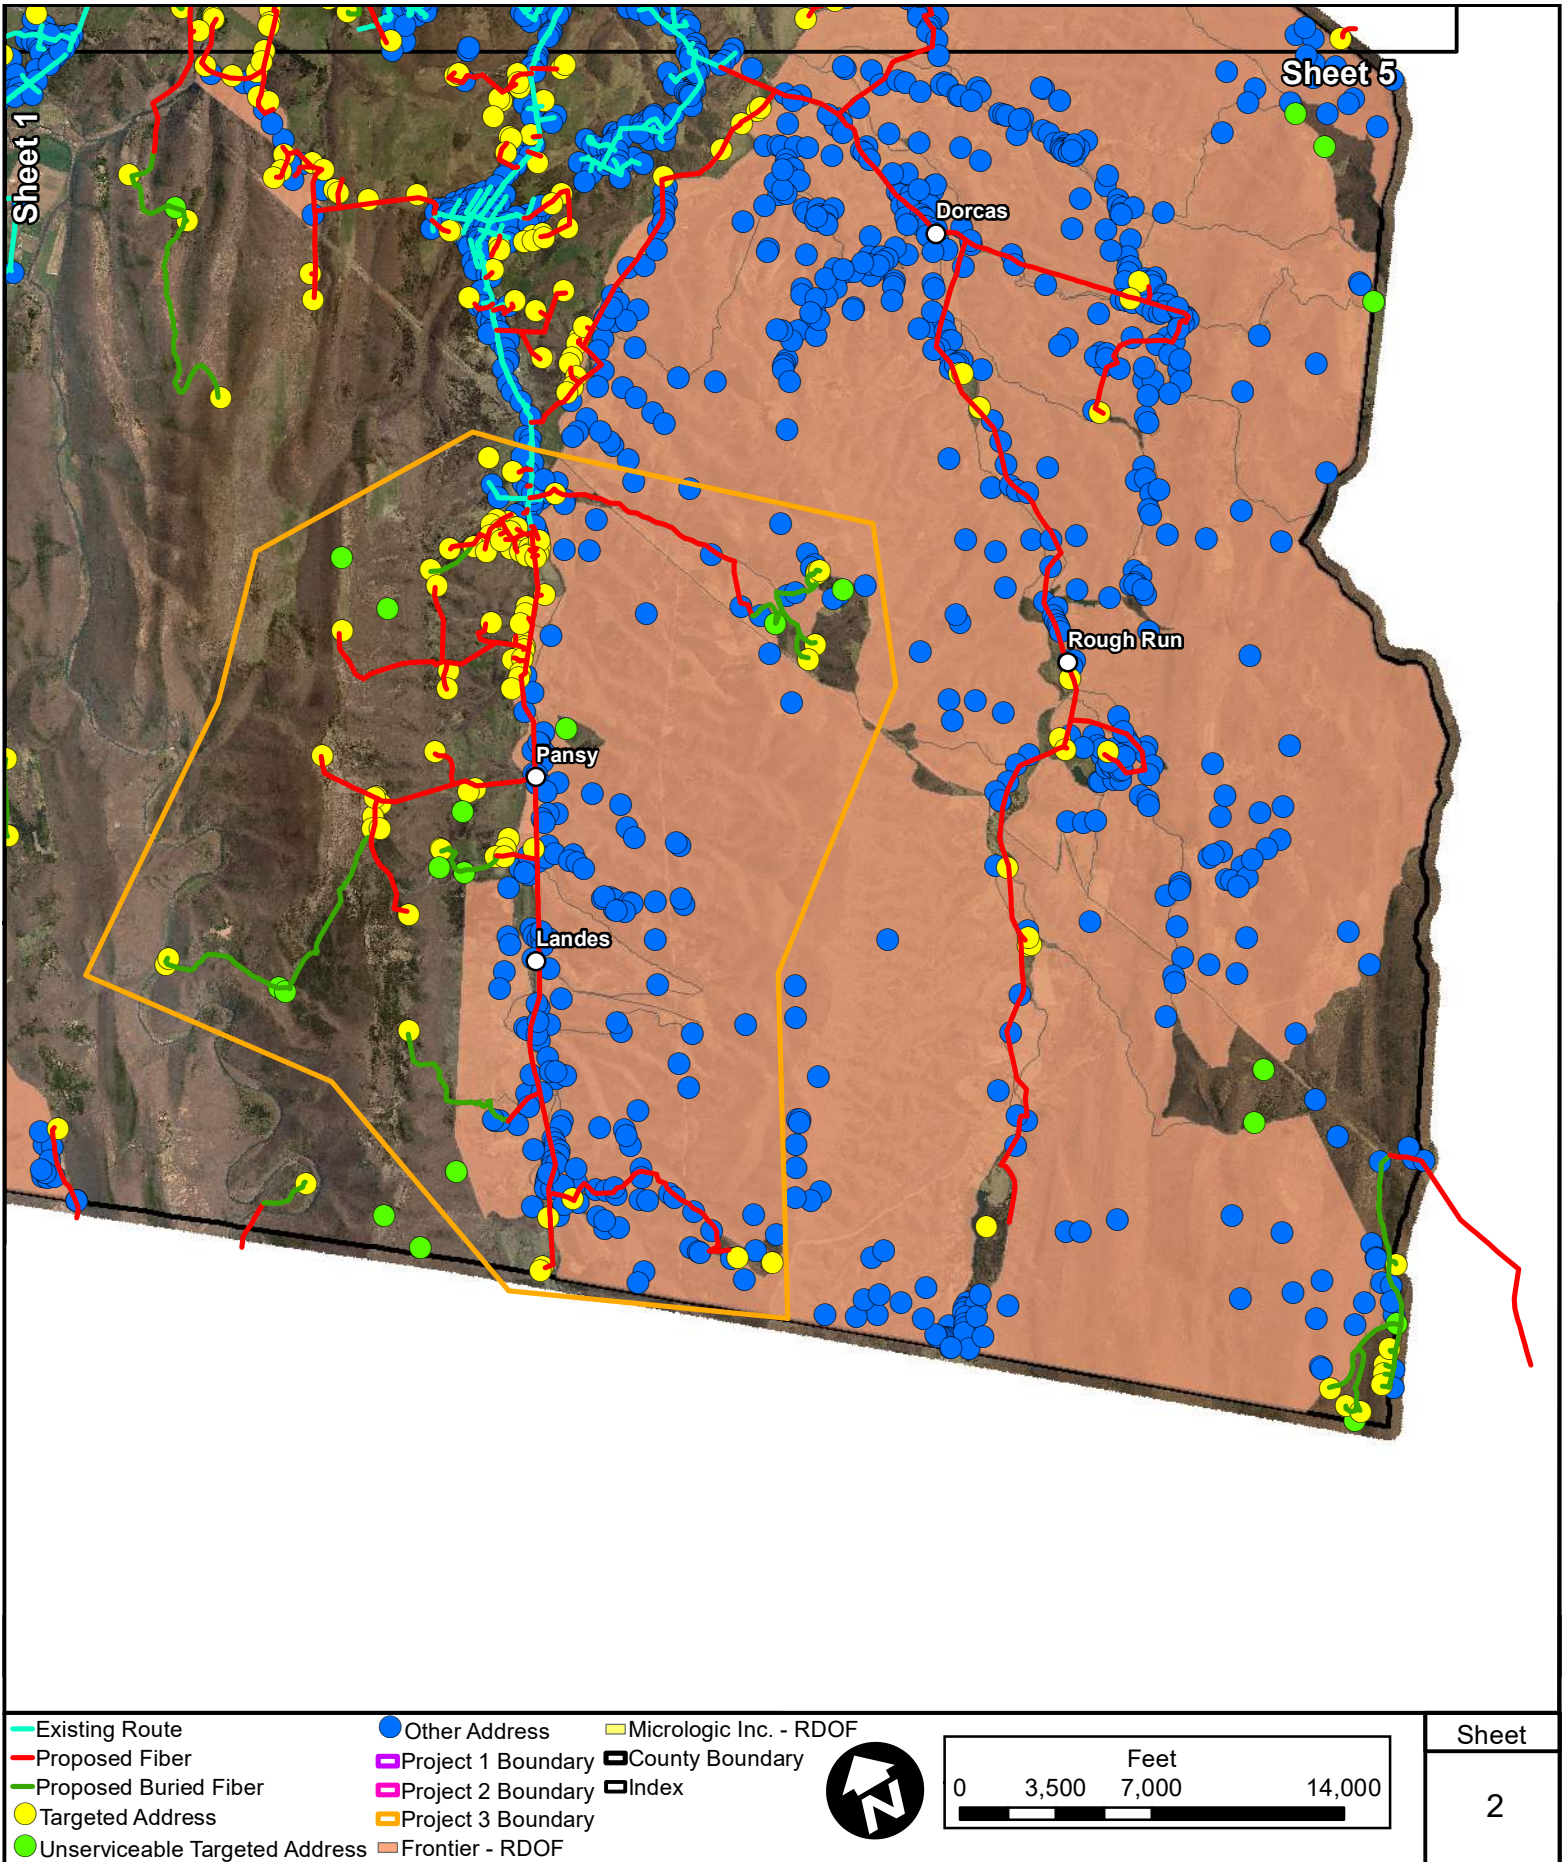 Sheet 5
Sheet 1
Dorcas
Rough Run
Pansy
Landes
Existing Route
Proposed Fiber
Proposed Buried Fiber
Targeted Address
Unserviceable Targeted Address
Other Address
Project 1 Boundary
Project 2 Boundary
Project 3 Boundary
Frontier - RDOF
Micrologic Inc. - RDOF
County Boundary
Index
N
Feet
0 3,500 7,000 14,000
Sheet
2